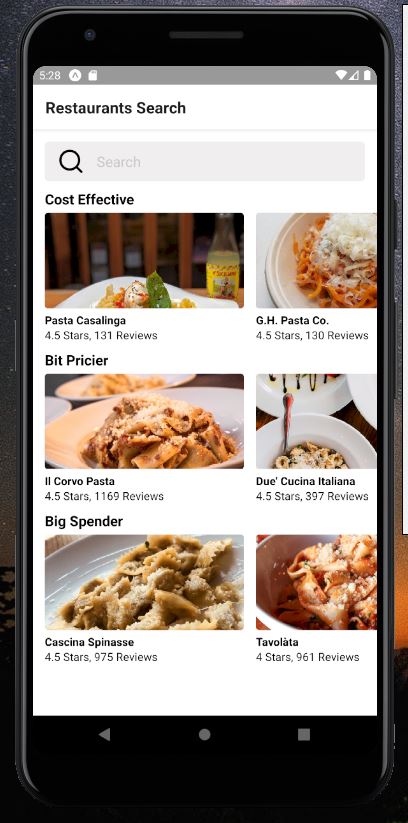 5:28
Restaurants Search
Search
Cost Effective
Pasta Casalinga
4.5 Stars, 131 Reviews
G.H. Pasta Co.
4.5 Stars, 130 Reviews
Bit Pricier
Il Corvo Pasta
4.5 Stars, 1169 Reviews
Due' Cucina Italiana
4.5 Stars, 397 Reviews
Big Spender
Cascina Spinasse
4.5 Stars, 975 Reviews
Tavolàta
4 Stars, 961 Reviews